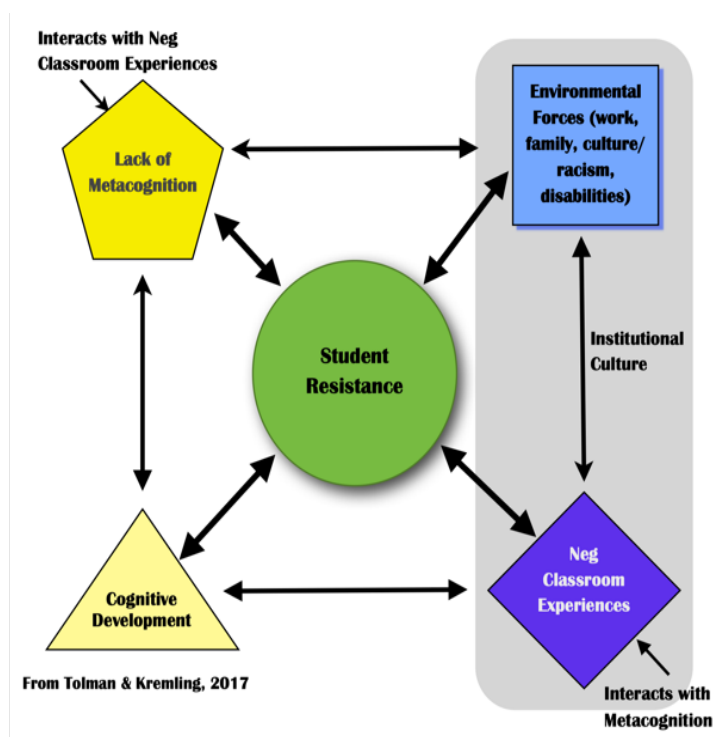 Interacts with Neg
Classroom Experiences
Lack of
Metacognition
Environmental
Forces (work,
family, culture/
racism,
disabilities)
Student
Resistance
Institutional
Culture
Cognitive
Development
Neg
Classroom
Experiences
From Tolman & Kremling, 2017
Interacts with
Metacognition